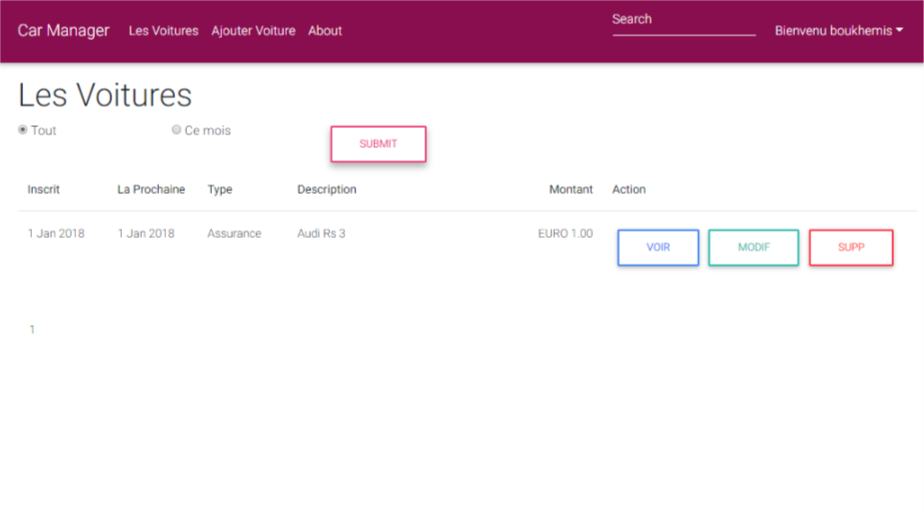 Car Manager Les Voitures Ajouter Voiture About Search Bienvenu boukhemis
Les Voitures
Tout Ce mois SUBMIT
Inscrit La Prochaine Type Description Montant Action
1 Jan 2018 1 Jan 2018 Assurance Audi Rs 3 EURO 1.00 VOIR MODIF SUPP
1